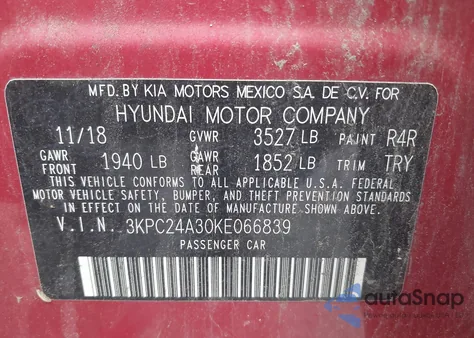 MFD. BY KIA MOTORS MEXICO S.A. DE C.V. FOR
HYUNDAI MOTOR COMPANY
11/18 GVWR 3527 LB PAINT R4R
GAWR FRONT 1940 LB GAWR REAR 1852 LB TRIM TRY
THIS VEHICLE CONFORMS TO ALL APPLICABLE U.S.A. FEDERAL
MOTOR VEHICLE SAFETY, BUMPER, AND THEFT PREVENTION STANDARDS
IN EFFECT ON THE DATE OF MANUFACTURE SHOWN ABOVE.
V.I.N. 3KPC24A30KE066839
PASSENGER CAR
autoSnap